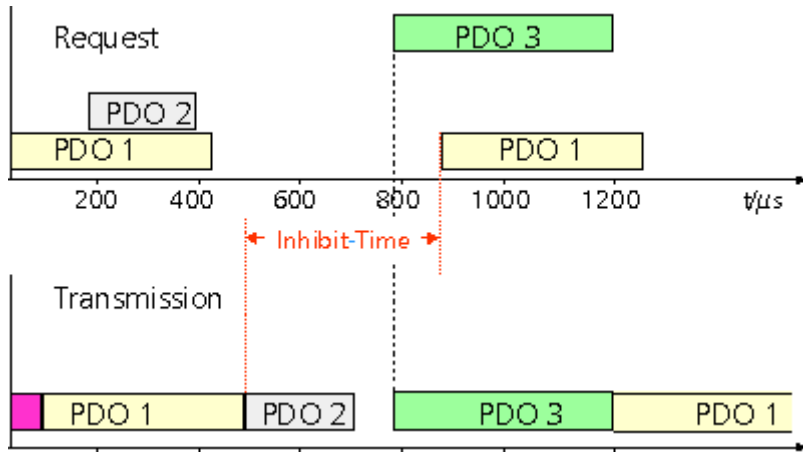 Request
PDO 3
PDO 2
PDO 1
PDO 1
200 400 600 800 1000 1200 t/µs
Inhibit-Time
Transmission
PDO 1 PDO 2 PDO 3 PDO 1